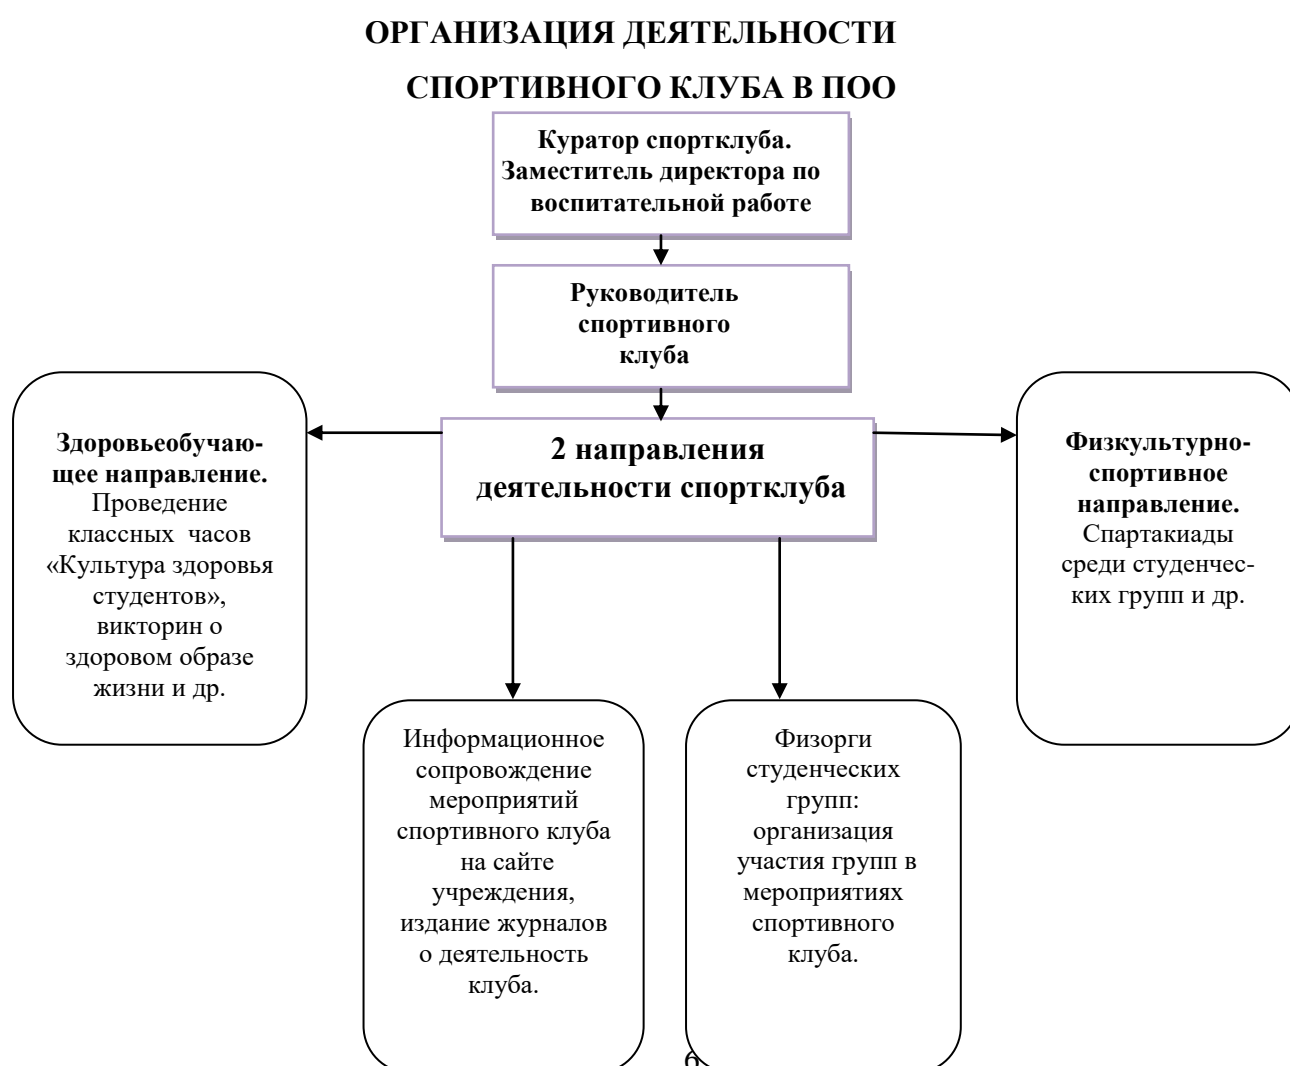 ОРГАНИЗАЦИЯ ДЕЯТЕЛЬНОСТИ
СПОРТИВНОГО КЛУБА В ПОО
Куратор спортклуба.
Заместитель директора по
воспитательной работе
Руководитель
спортивного
клуба
2 направления
деятельности спортклуба
Здоровьеобучаю-
щее направление.
Проведение
классных часов
«Культура здоровья
студентов»,
викторин о
здоровом образе
жизни и др.
Физкультурно-
спортивное
направление.
Спартакиады
среди студенчес-
ких групп и др.
Информационное
сопровождение
мероприятий
спортивного клуба
на сайте
учреждения,
издание журналов
о деятельность
клуба.
Физорги
студенческих
групп:
организация
участия групп в
мероприятиях
спортивного
клуба.